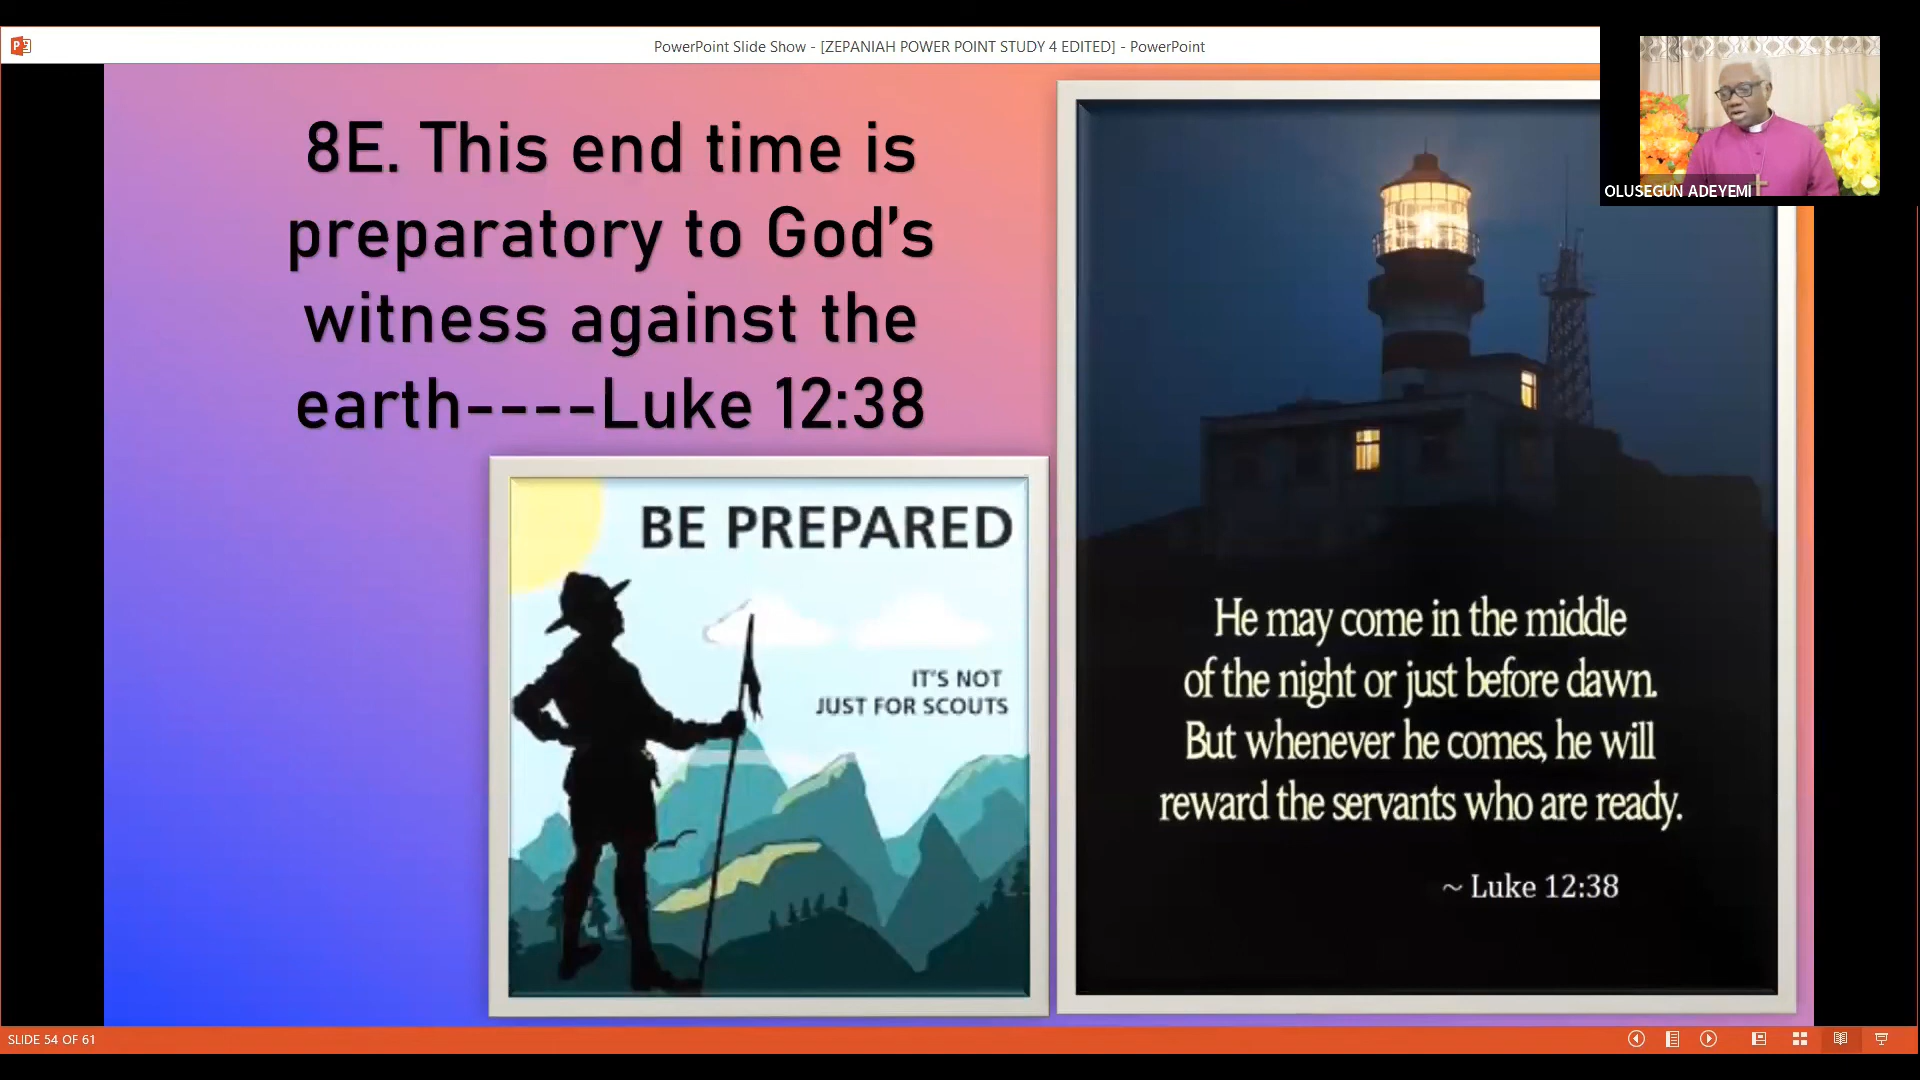 PowerPoint Slide Show - [ZEPANIAH POWER POINT STUDY 4 EDITED] - PowerPoint
OLUSEGUN ADEYEMI
8E. This end time is
preparatory to God’s
witness against the
earth----Luke 12:38
BE PREPARED
IT'S NOT
JUST FOR SCOUTS
He may come in the middle
of the night or just before dawn.
But whenever he comes, he will
reward the servants who are ready.
~ Luke 12:38
SLIDE 54 OF 61